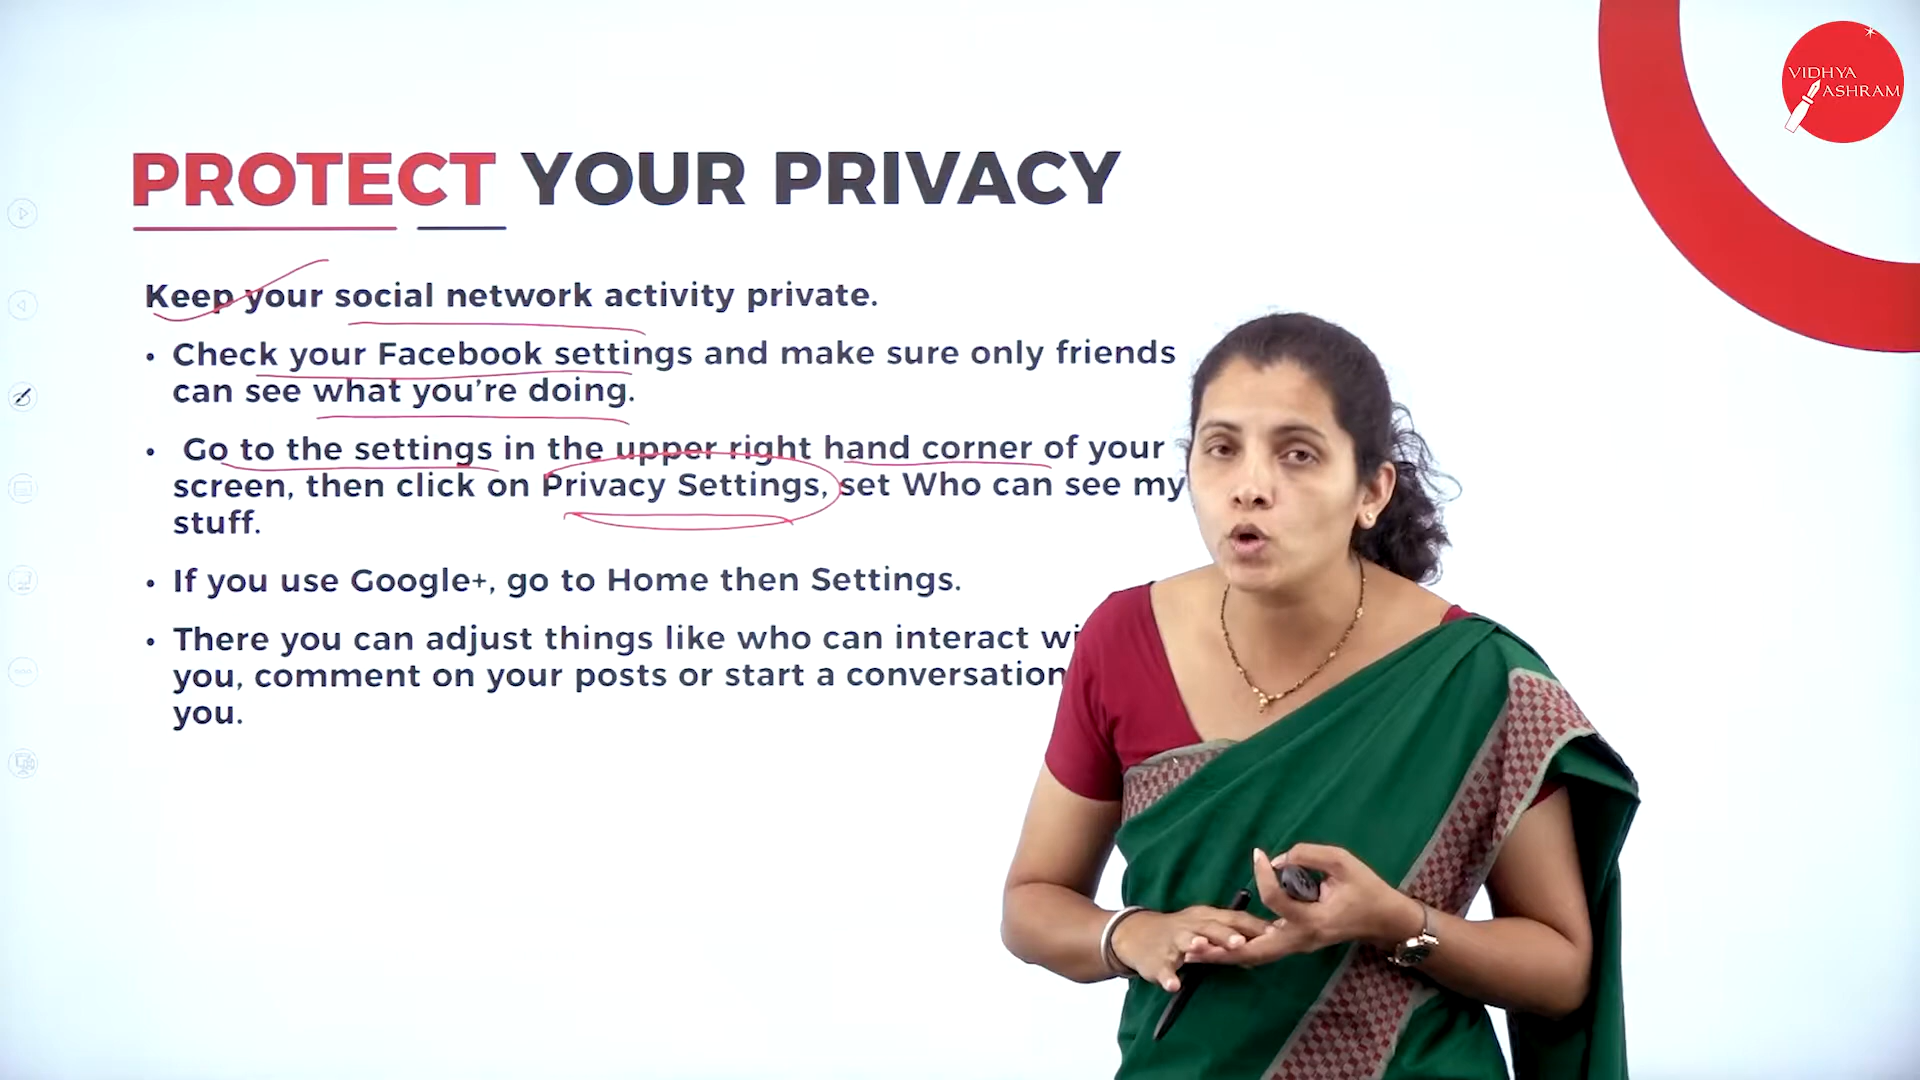 VIDHYA
ASHRAM
PROTECT YOUR PRIVACY
Keep your social network activity private.
• Check your Facebook settings and make sure only friends
can see what you're doing.
• Go to the settings in the upper right hand corner of your
screen, then click on Privacy Settings, set Who can see my
stuff.
• If you use Google+, go to Home then Settings.
• There you can adjust things like who can interact
you, comment on your posts or start a conversation
you.